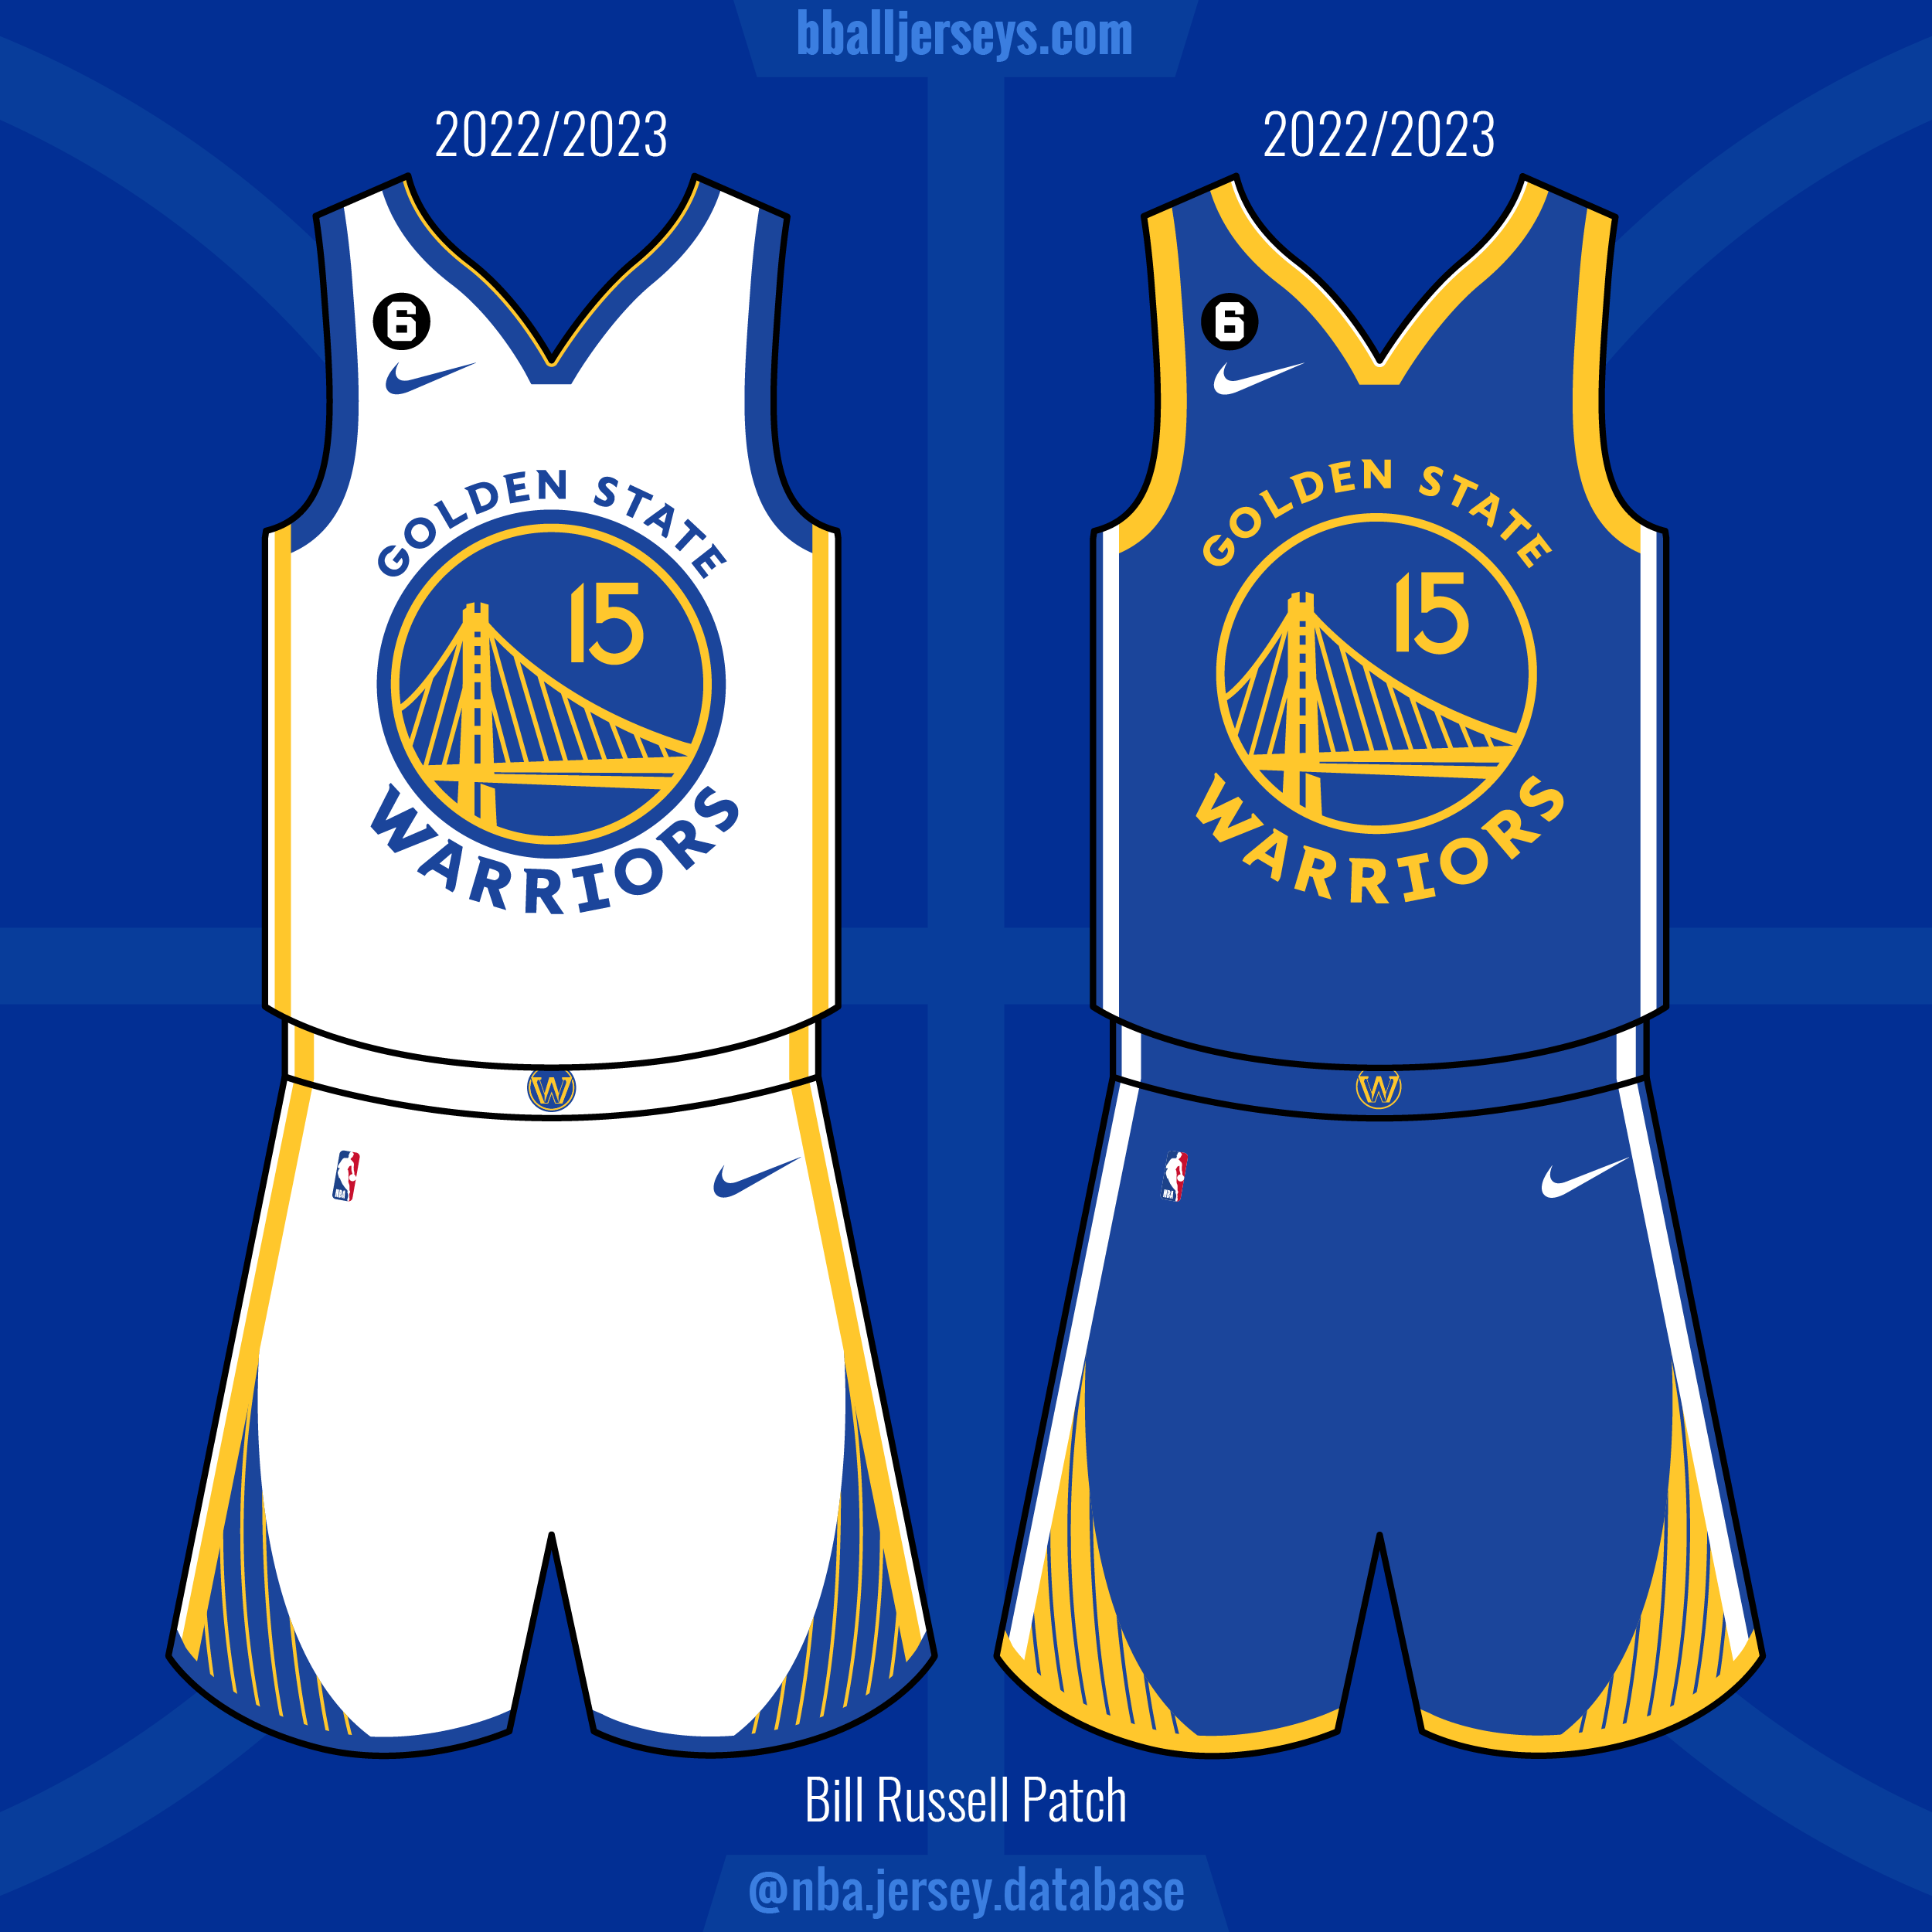 bballjerseys.com
2022/2023
2022/2023
6
6
GOLDEN STATE
15
WARRIORS
GOLDEN STATE
15
WARRIORS
W
W
NBA
NBA
Bill Russell Patch
@nba.jersey.database